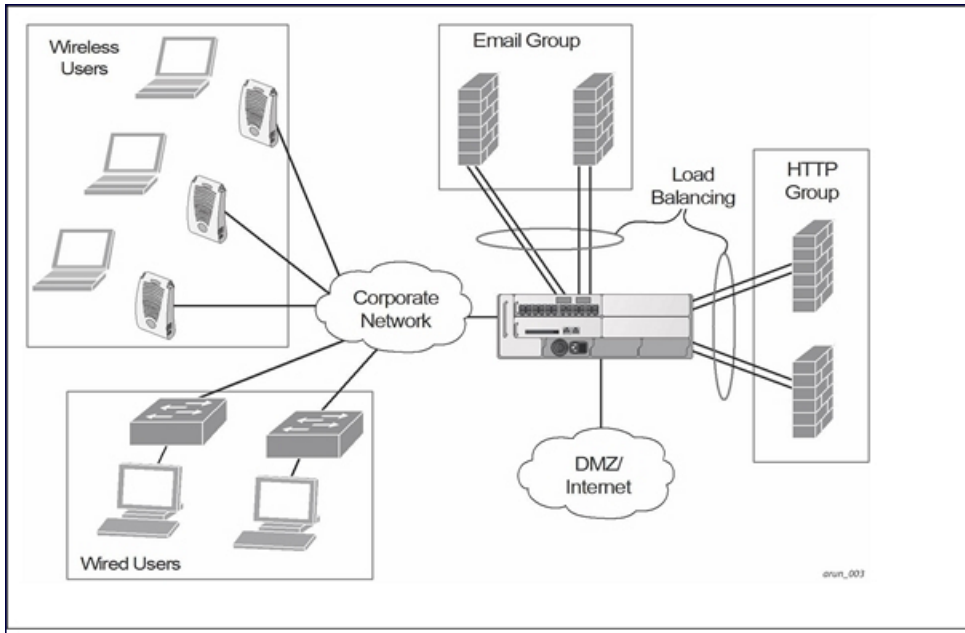 Wireless
Users
Email Group
Load
Balancing
HTTP
Group
Corporate
Network
DMZ/
Internet
Wired Users
arun_003